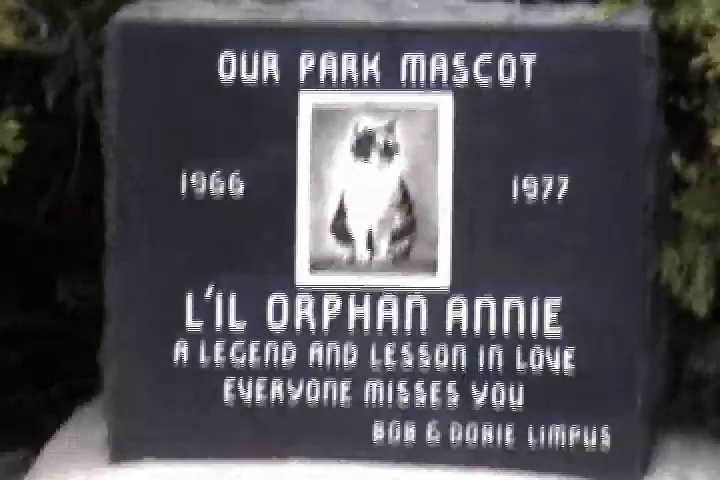 OUR PARK MASCOT
1966 1977
L'IL ORPHAN ANNIE
A LEGEND AND LESSON IN LOVE
EVERYONE MISSES YOU
BOB & DORIE LIMPUS